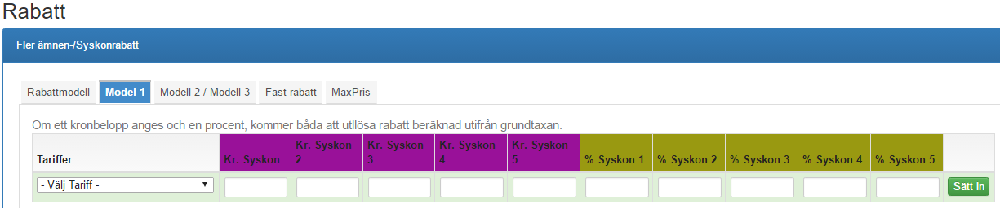 Rabatt
Fler ämnen-/Syskonrabatt
Rabattmodell Model 1 Modell 2 / Modell 3 Fast rabatt MaxPris
Om ett kronbelopp anges och en procent, kommer båda att utllösa rabatt beräknad utifrån grundtaxan.
Tariffer Kr. Syskon Kr. Syskon 2 Kr. Syskon 3 Kr. Syskon 4 Kr. Syskon 5 % Syskon 1 % Syskon 2 % Syskon 3 % Syskon 4 % Syskon 5
- Välj Tariff - Sätt in